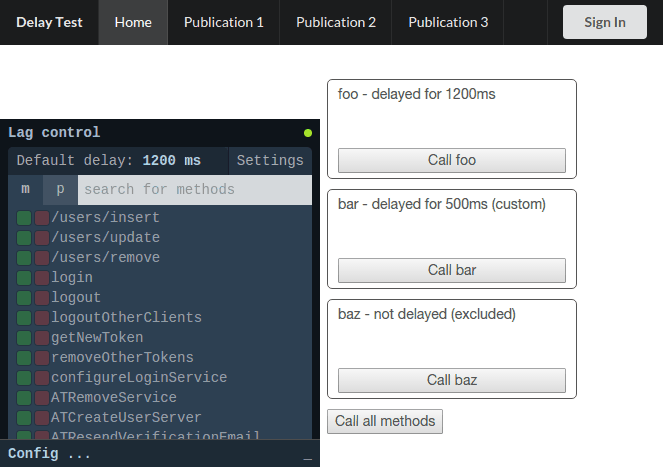 Delay Test Home Publication 1 Publication 2 Publication 3 Sign In
Lag control
Default delay: 1200 ms Settings
m p search for methods
/users/insert
/users/update
/users/remove
login
logout
logoutOtherClients
getNewToken
removeOtherTokens
configureLoginService
ATRemoveService
ATCreateUserServer
ATResendVerificationEmail
Config ... _
foo - delayed for 1200ms
Call foo
bar - delayed for 500ms (custom)
Call bar
baz - not delayed (excluded)
Call baz
Call all methods